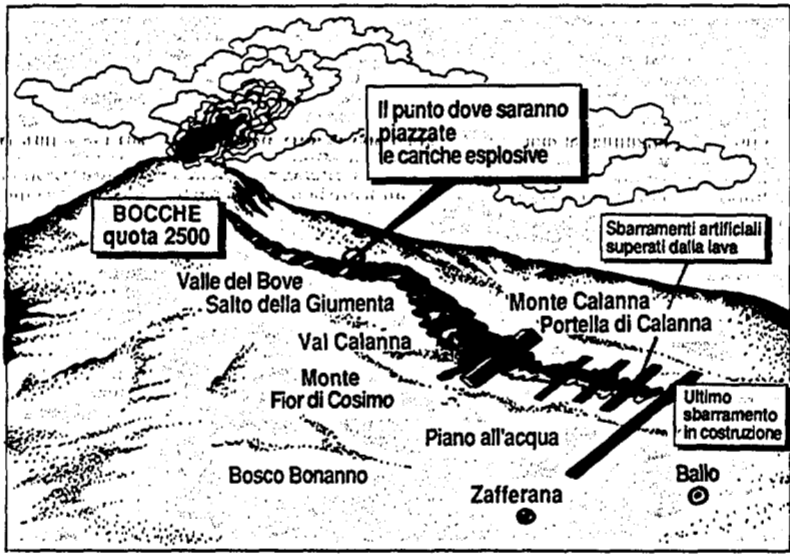 Il punto dove saranno
piazzate
le cariche esplosive
BOCCHE
quota 2500
Sbarramenti artificiali
superati dalla lava
Valle del Bove
Salto della Giumenta
Monte Calanna
Portella di Calanna
Val Calanna
Monte
Fior di Cosimo
Ultimo
sbarramento
in costruzione
Piano all'acqua
Bosco Bonanno
Ballo
Zafferana